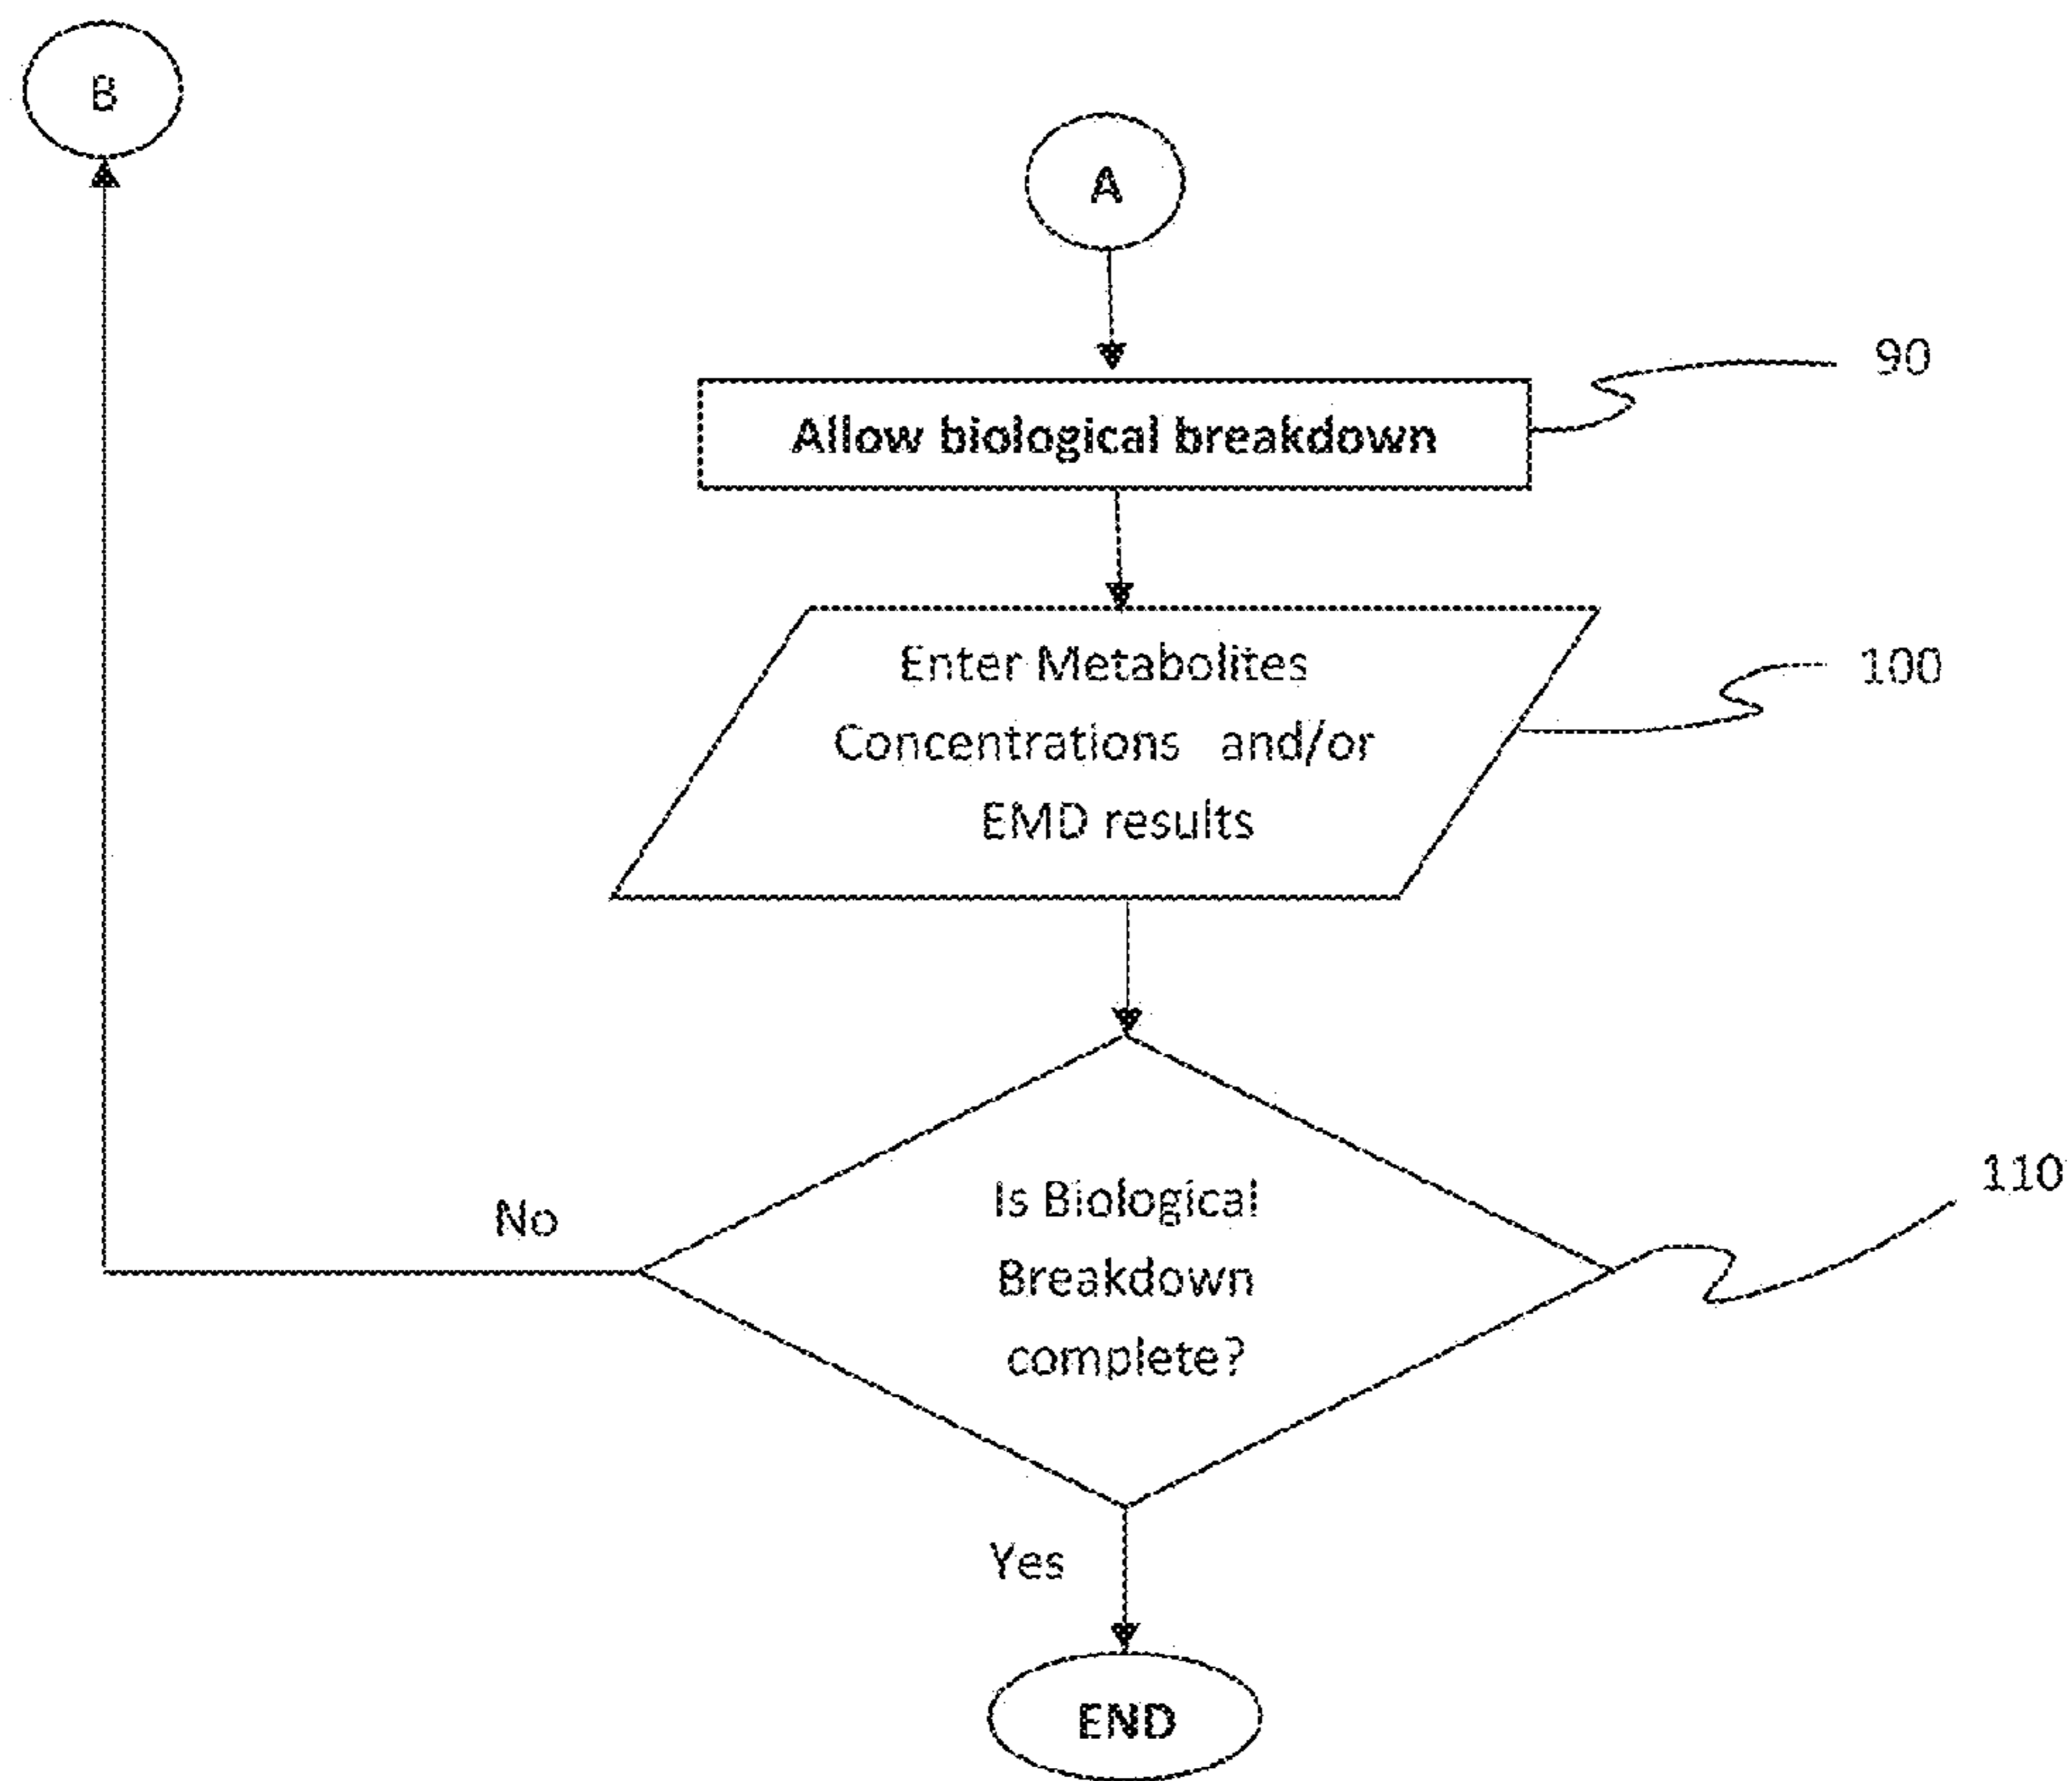 B
A
90
Allow biological breakdown
100
Enter Metabolites
Concentrations and/or
EMD results
110
Is Biological
Breakdown
complete?
No
Yes
END